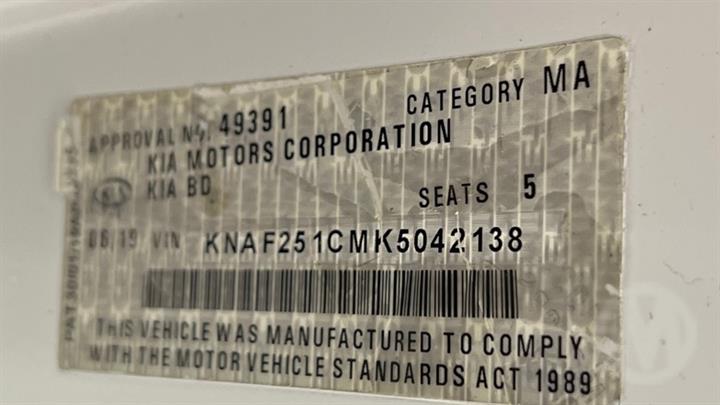 APPROVAL NO. 49391 CATEGORY MA
KIA MOTORS CORPORATION
KIA BD SEATS 5
06/19 VIN KNAF251CMK5042138
THIS VEHICLE WAS MANUFACTURED TO COMPLY
WITH THE MOTOR VEHICLE STANDARDS ACT 1989